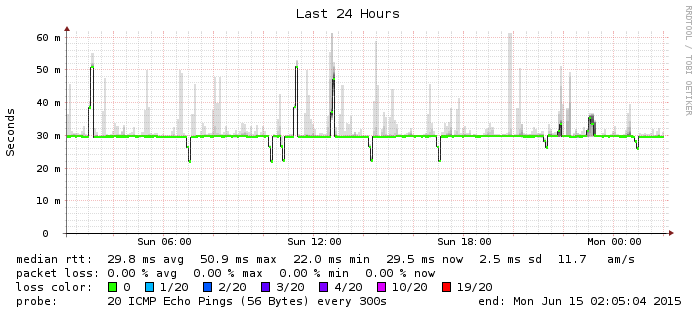 Last 24 Hours
RRDTOOL / TOBI OETIKER
Seconds
60 m
50 m
40 m
30 m
20 m
10 m
0
Sun 06:00 Sun 12:00 Sun 18:00 Mon 00:00
median rtt: 29.8 ms avg 50.9 ms max 22.0 ms min 29.5 ms now 2.5 ms sd 11.7 am/s
packet loss: 0.00 % avg 0.00 % max 0.00 % min 0.00 % now
loss color: 0 1/20 2/20 3/20 4/20 10/20 19/20
probe: 20 ICMP Echo Pings (56 Bytes) every 300s end: Mon Jun 15 02:05:04 2015